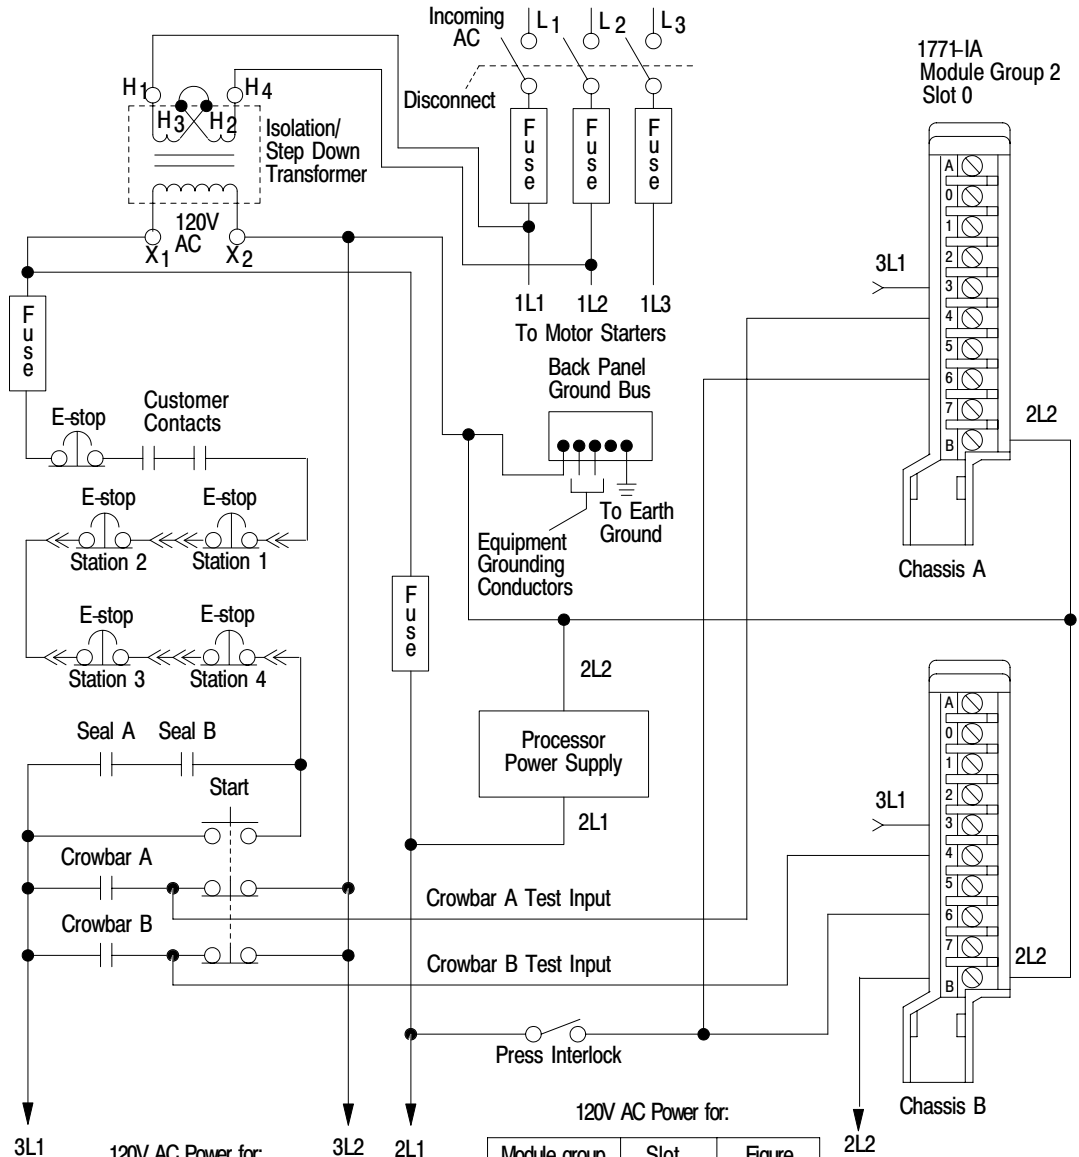 Incoming
AC
L1
L2
L3
Disconnect
H1
H4
H3
H2
Isolation/
Step Down
Transformer
120V
AC
X1
X2
Fuse
Fuse
Fuse
1L1
1L2
1L3
To Motor Starters
Back Panel
Ground Bus
To Earth
Ground
Equipment
Grounding
Conductors
1771-IA
Module Group 2
Slot 0
A
0
1
2
3
4
5
6
7
B
3L1
2L2
Chassis A
Fuse
E-stop
Customer
Contacts
E-stop
E-stop
Station 2
Station 1
E-stop
E-stop
Station 3
Station 4
Fuse
Seal A
Seal B
Start
Crowbar A
Crowbar B
2L2
Processor
Power Supply
2L1
Crowbar A Test Input
Crowbar B Test Input
Press Interlock
A
0
1
2
3
4
5
6
7
B
3L1
2L2
Chassis B
3L1
120V AC Power for:
3L2
2L1
120V AC Power for:
Module group
Slot
Figure
2L2